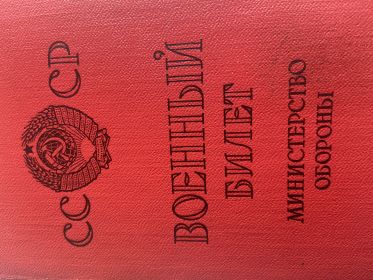 СССР
ВОЕННЫЙ
БИЛЕТ
МИНИСТЕРСТВО
ОБОРОНЫ